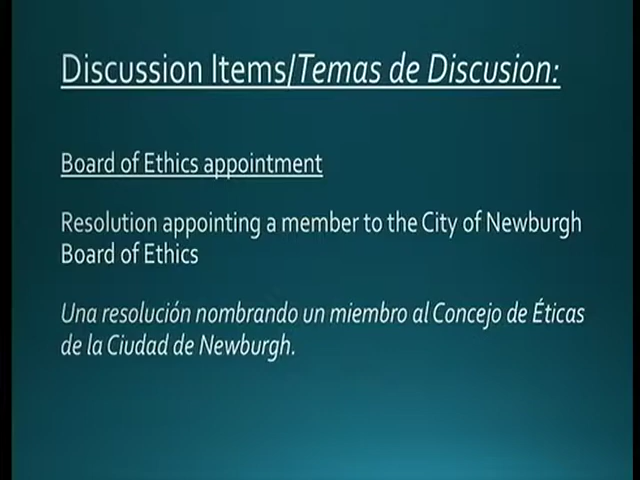 Discussion Items/Temas de Discusion:
Board of Ethics appointment
Resolution appointing a member to the City of Newburgh
Board of Ethics
Una resolución nombrando un miembro al Concejo de Éticas
de la Ciudad de Newburgh.